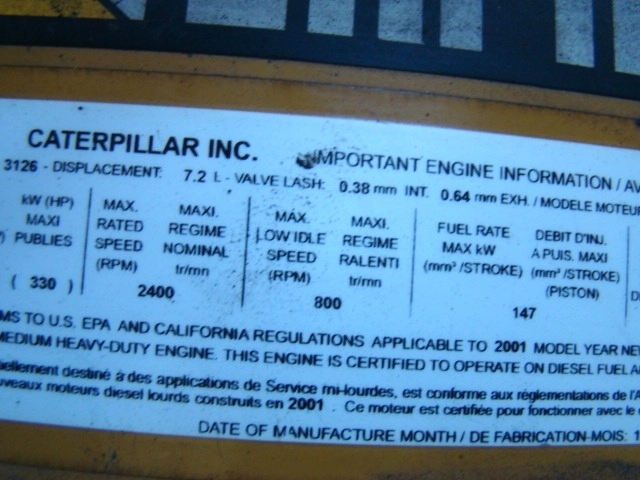 CATERPILLAR INC. IMPORTANT ENGINE INFORMATION / AV
3126 - DISPLACEMENT: 7.2 L - VALVE LASH: 0.38 mm INT. 0.64 mm EXH. / MODELE MOTEUR
kW (HP) MAX. MAXI. MAX. MAXI. FUEL RATE DEBIT D'INJ.
MAXI RATED REGIME LOW IDLE REGIME MAX kW A PUIS. MAXI
PUBLIES SPEED NOMINAL SPEED RALENTI (mm³ /STROKE) (mm³ /STROKE)
(RPM) tr/mn (RPM) tr/mn (PISTON)
( 330 ) 2400 800 147
MS TO U.S. EPA AND CALIFORNIA REGULATIONS APPLICABLE TO 2001 MODEL YEAR NE
MEDIUM HEAVY-DUTY ENGINE. THIS ENGINE IS CERTIFIED TO OPERATE ON DIESEL FUEL
iellement destiné à des applications de Service mi-lourdes, est conforme aux réglementations de l'A
uveaux moteurs diesel lourds construits en 2001 . Ce moteur est certifiée pour fonctionner avec le
DATE OF MANUFACTURE MONTH / DE FABRICATION-MOIS: 1